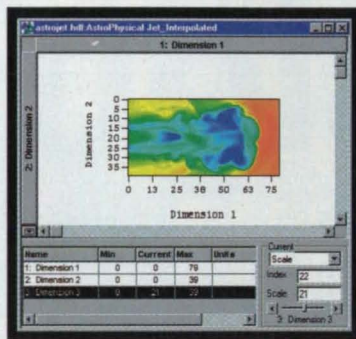 astrojet.hdf:AstroPhysical Jet_Interpolated
1: Dimension 1
2: Dimension 2
Dimension 2
0
5
10
15
20
25
30
35
0 13 25 38 50 63 75
Dimension 1
Name Min Current Max Units
1: Dimension 1 0 0 79
2: Dimension 2 0 0 39
3: Dimension 3 0 21 39
Current
Scale
Index 22
Scale 21
3: Dimension 3